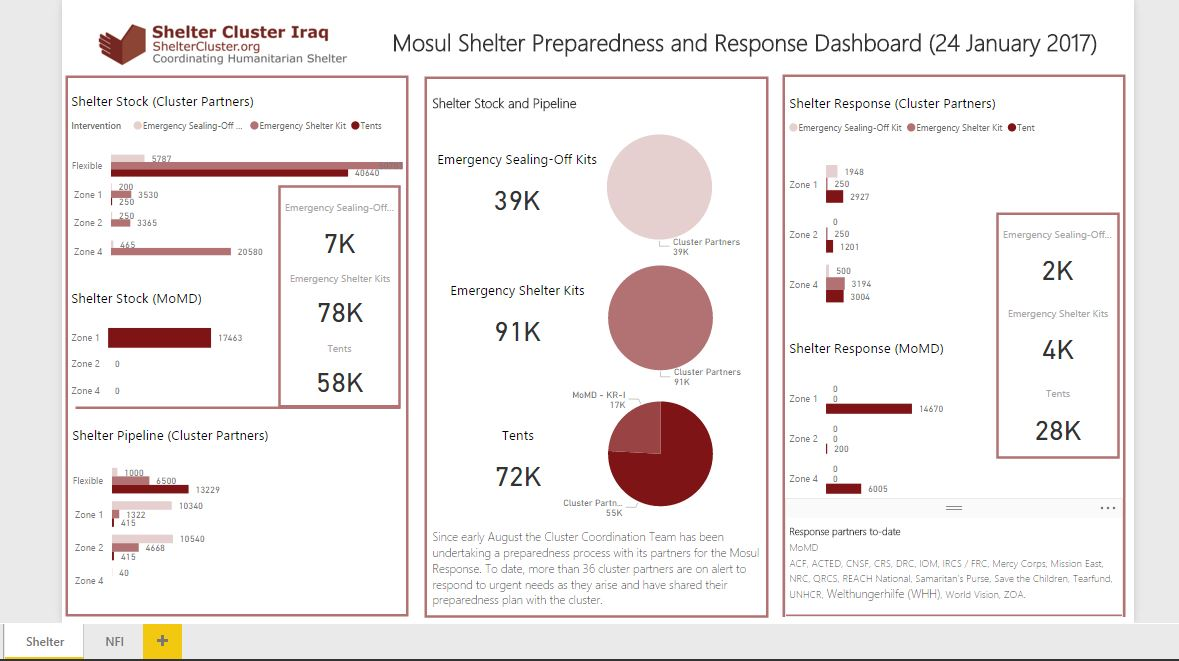 Shelter Cluster Iraq
ShelterCluster.org
Coordinating Humanitarian Shelter
Mosul Shelter Preparedness and Response Dashboard (24 January 2017)
Shelter Stock (Cluster Partners)
Intervention Emergency Sealing-Off ... Emergency Shelter Kit Tents
Flexible
5787
40640
Zone 1
200
3530
250
Zone 2
250
3365
Zone 4
465
20580
Emergency Sealing-Off...
7K
Emergency Shelter Kits
78K
Tents
58K
Shelter Stock (MoMD)
Zone 1 17463
Zone 2 0
Zone 4 0
Shelter Pipeline (Cluster Partners)
Flexible
1000
6500
13229
Zone 1
10340
1322
415
Zone 2
10540
4668
415
Zone 4
40
Shelter Stock and Pipeline
Emergency Sealing-Off Kits
39K
Cluster Partners
39K
Emergency Shelter Kits
91K
Cluster Partners
91K
MoMD - KR-I
17K
Tents
72K
Cluster Partn...
55K
Since early August the Cluster Coordination Team has been
undertaking a preparedness process with its partners for the Mosul
Response. To date, more than 36 cluster partners are on alert to
respond to urgent needs as they arise and have shared their
preparedness plan with the cluster.
Shelter Response (Cluster Partners)
Emergency Sealing-Off Kit Emergency Shelter Kit Tent
Zone 1
1948
250
2927
Zone 2
0
250
1201
Zone 4
500
3194
3004
Emergency Sealing-Off...
2K
Emergency Shelter Kits
4K
Tents
28K
Shelter Response (MoMD)
Zone 1
0
0
14670
Zone 2
0
0
200
Zone 4
0
0
6005
Response partners to-date
MoMD
ACF, ACTED, CNSF, CRS, DRC, IOM, IRCS / FRC, Mercy Corps, Mission East,
NRC, QRCS, REACH National, Samaritan's Purse, Save the Children, Tearfund,
UNHCR, Welthungerhilfe (WHH), World Vision, ZOA.
Shelter NFI +